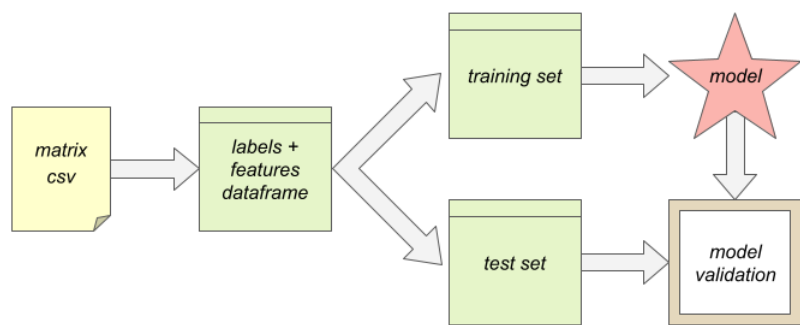 matrix
csv
labels +
features
dataframe
training set
model
test set
model
validation